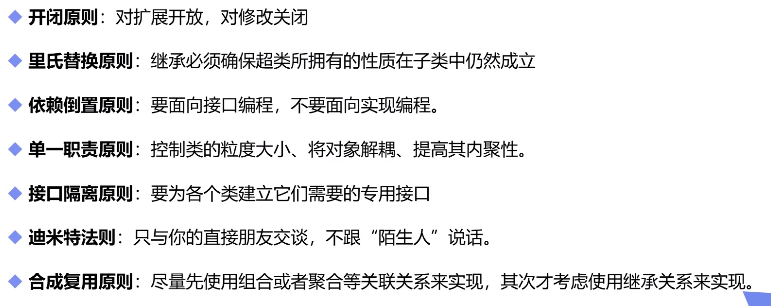 开闭原则：对扩展开放，对修改关闭
里氏替换原则：继承必须确保超类所拥有的性质在子类中仍然成立
依赖倒置原则：要面向接口编程，不要面向实现编程。
单一职责原则：控制类的粒度大小、将对象解耦、提高其内聚性。
接口隔离原则：要为各个类建立它们需要的专用接口
迪米特法则：只与你的直接朋友交谈，不跟“陌生人”说话。
合成复用原则：尽量先使用组合或者聚合等关联关系来实现，其次才考虑使用继承关系来实现。